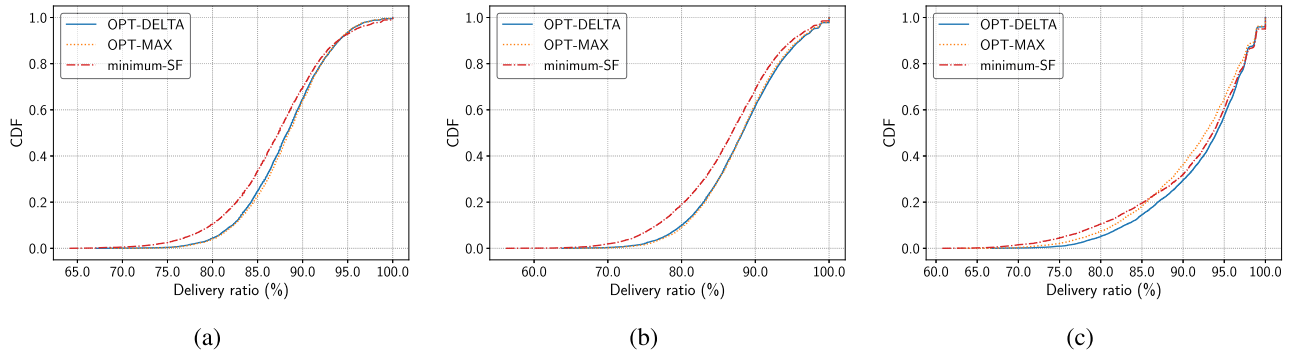 1.0
0.8
0.6
0.4
0.2
0.0
CDF
OPT-DELTA
OPT-MAX
minimum-SF
65.0 70.0 75.0 80.0 85.0 90.0 95.0 100.0
Delivery ratio (%)
(a)
1.0
0.8
0.6
0.4
0.2
0.0
CDF
OPT-DELTA
OPT-MAX
minimum-SF
60.0 70.0 80.0 90.0 100.0
Delivery ratio (%)
(b)
1.0
0.8
0.6
0.4
0.2
0.0
CDF
OPT-DELTA
OPT-MAX
minimum-SF
60.0 65.0 70.0 75.0 80.0 85.0 90.0 95.0 100.0
Delivery ratio (%)
(c)